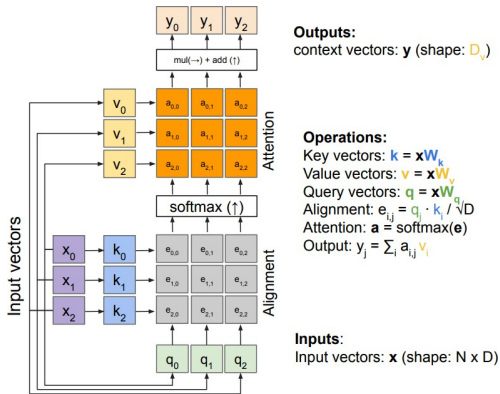 y0 y1 y2
mul(→) + add (↑)
v0 a0,0 a0,1 a0,2
v1 a1,0 a1,1 a1,2
v2 a2,0 a2,1 a2,2
Attention
softmax (↑)
x0 k0 e0,0 e0,1 e0,2
x1 k1 e1,0 e1,1 e1,2
x2 k2 e2,0 e2,1 e2,2
Alignment
Input vectors
q0 q1 q2
Outputs:
context vectors: y (shape: Dv)
Operations:
Key vectors: k = xWk
Value vectors: v = xWv
Query vectors: q = xWq
Alignment: ei,j = qj · ki / √D
Attention: a = softmax(e)
Output: yj = ∑i ai,j vi
Inputs:
Input vectors: x (shape: N x D)